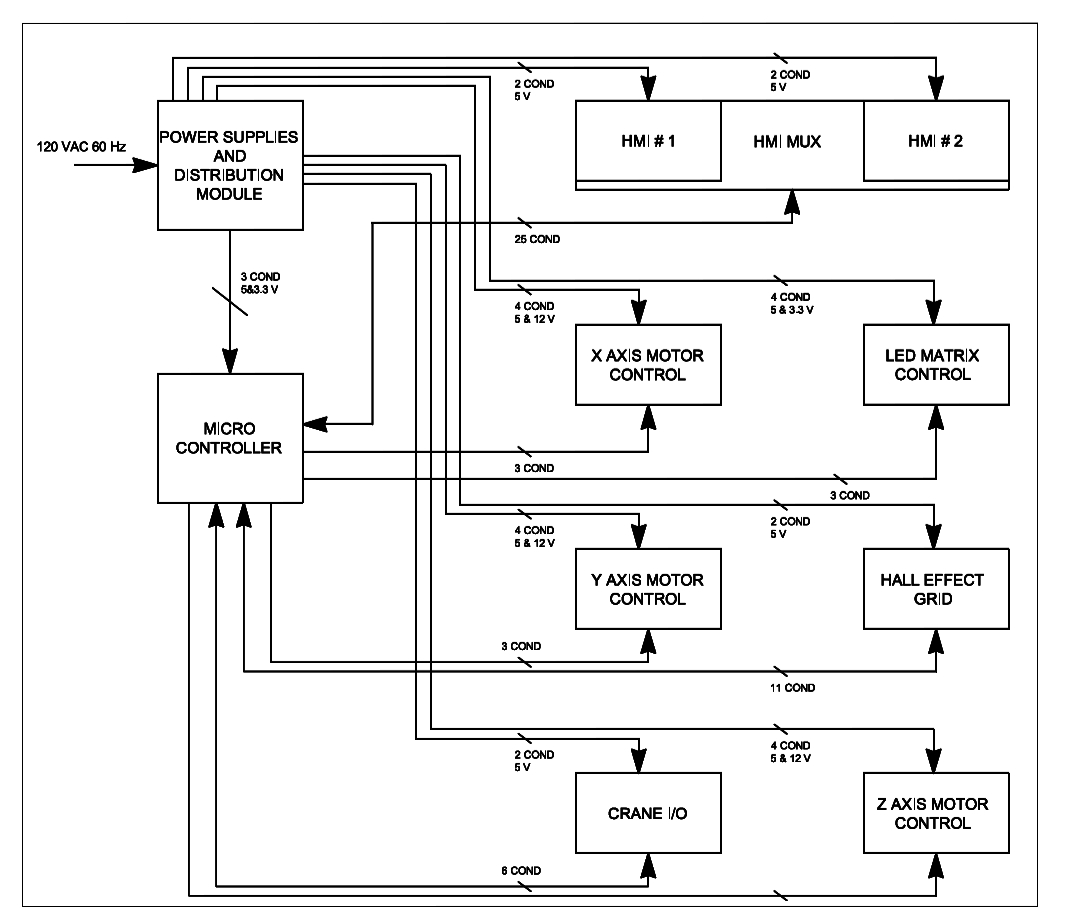 2 COND
5 V
2 COND
5 V
120 VAC 60 Hz
POWER SUPPLIES
AND
DISTRIBUTION
MODULE
HMI # 1
HMI MUX
HMI # 2
25 COND
3 COND
5&3.3 V
4 COND
5 & 12 V
4 COND
5 & 3.3 V
X AXIS MOTOR
CONTROL
LED MATRIX
CONTROL
MICRO
CONTROLLER
3 COND
3 COND
4 COND
5 & 12 V
2 COND
5 V
Y AXIS MOTOR
CONTROL
HALL EFFECT
GRID
3 COND
11 COND
2 COND
5 V
4 COND
5 & 12 V
CRANE I/O
Z AXIS MOTOR
CONTROL
6 COND